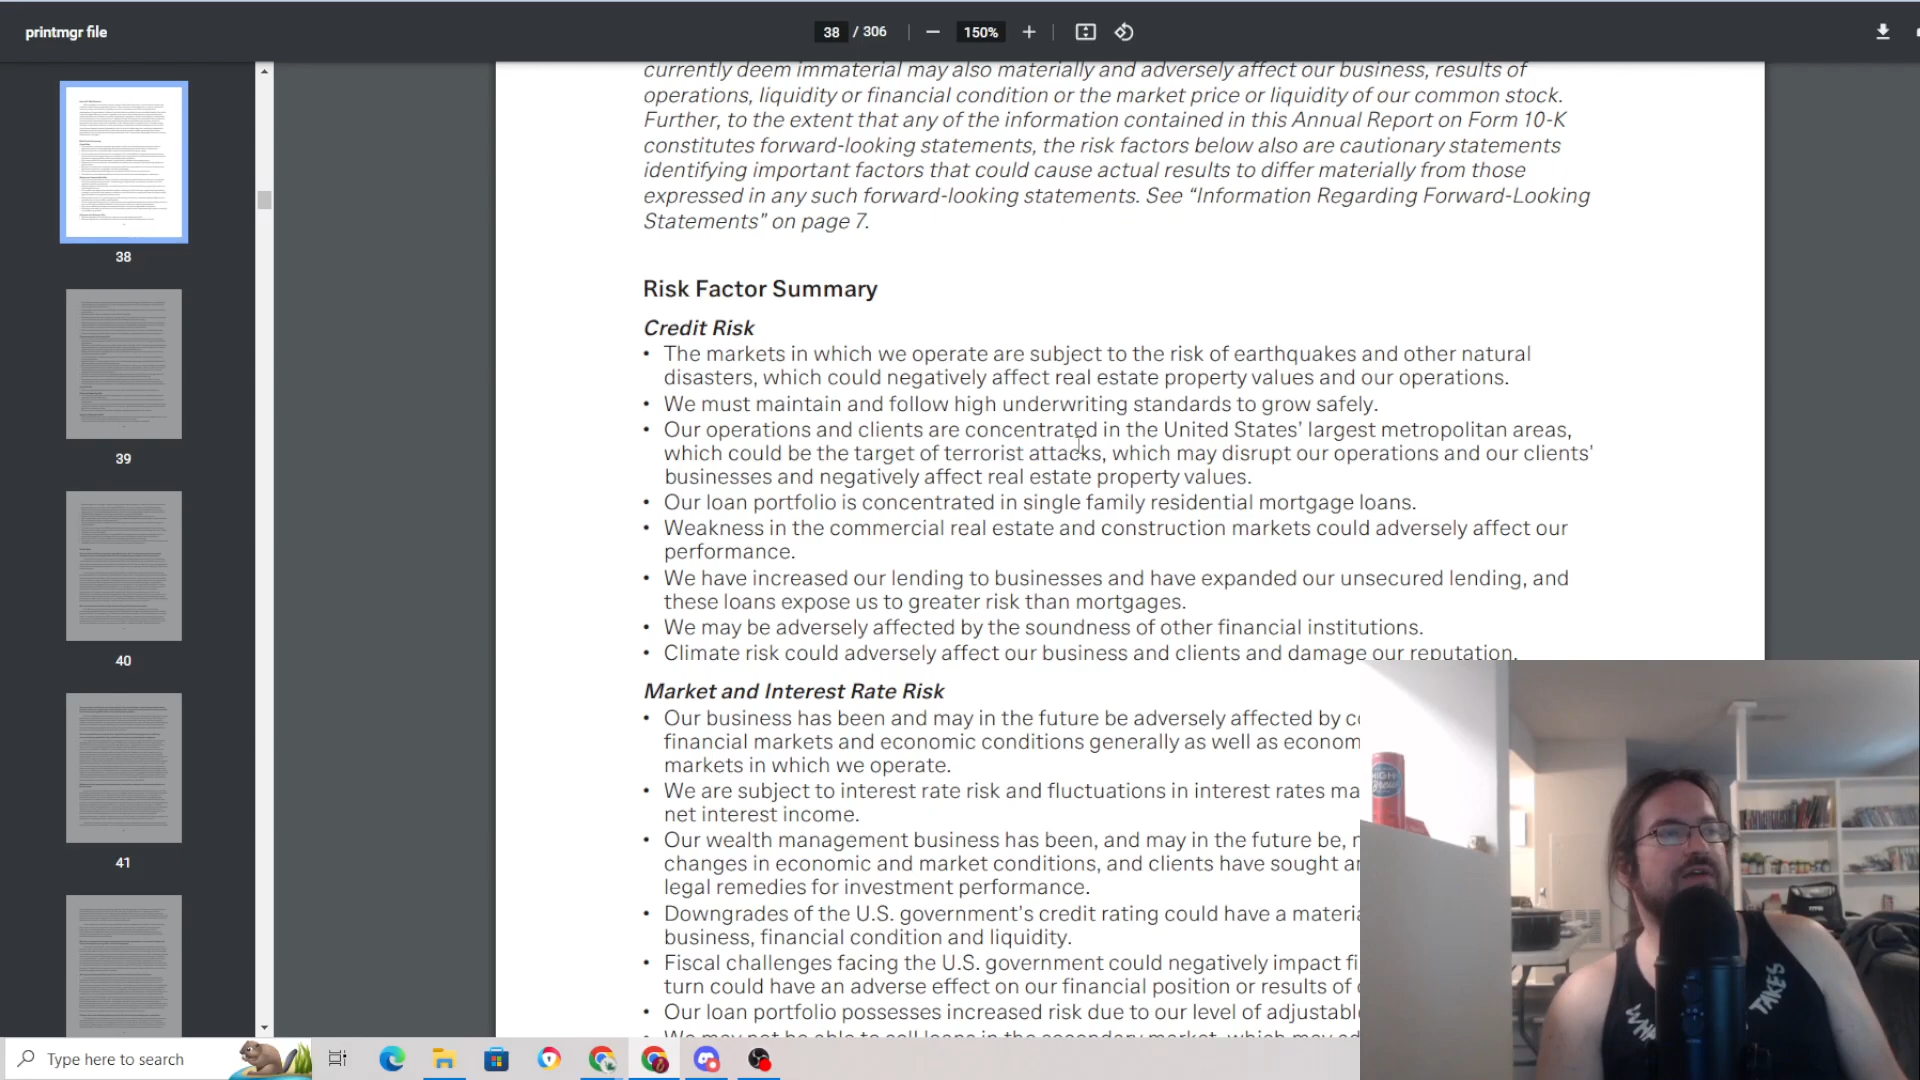 printmgr file
38 / 306
150%
currently deem immaterial may also materially and adversely affect our business, results of
operations, liquidity or financial condition or the market price or liquidity of our common stock.
Further, to the extent that any of the information contained in this Annual Report on Form 10-K
constitutes forward-looking statements, the risk factors below also are cautionary statements
identifying important factors that could cause actual results to differ materially from those
expressed in any such forward-looking statements. See “Information Regarding Forward-Looking
Statements” on page 7.
Risk Factor Summary
Credit Risk
• The markets in which we operate are subject to the risk of earthquakes and other natural
disasters, which could negatively affect real estate property values and our operations.
• We must maintain and follow high underwriting standards to grow safely.
• Our operations and clients are concentrated in the United States’ largest metropolitan areas,
which could be the target of terrorist attacks, which may disrupt our operations and our clients’
businesses and negatively affect real estate property values.
• Our loan portfolio is concentrated in single family residential mortgage loans.
• Weakness in the commercial real estate and construction markets could adversely affect our
performance.
• We have increased our lending to businesses and have expanded our unsecured lending, and
these loans expose us to greater risk than mortgages.
• We may be adversely affected by the soundness of other financial institutions.
• Climate risk could adversely affect our business and clients and damage our reputation.
Market and Interest Rate Risk
• Our business has been and may in the future be adversely affected by
financial markets and economic conditions generally as well as
markets in which we operate.
• We are subject to interest rate risk and fluctuations in interest rates
net interest income.
• Our wealth management business has been, and may in the future be,
changes in economic and market conditions, and clients have sought
legal remedies for investment performance.
• Downgrades of the U.S. government’s credit rating could have a
business, financial condition and liquidity.
• Fiscal challenges facing the U.S. government could negatively impact
turn could have an adverse effect on our financial position or results of
• Our loan portfolio possesses increased risk due to our level of
• We may not be able to sell loans in the secondary market, which may
38
39
40
41
HIGH
Brew
TAKES
Type here to search